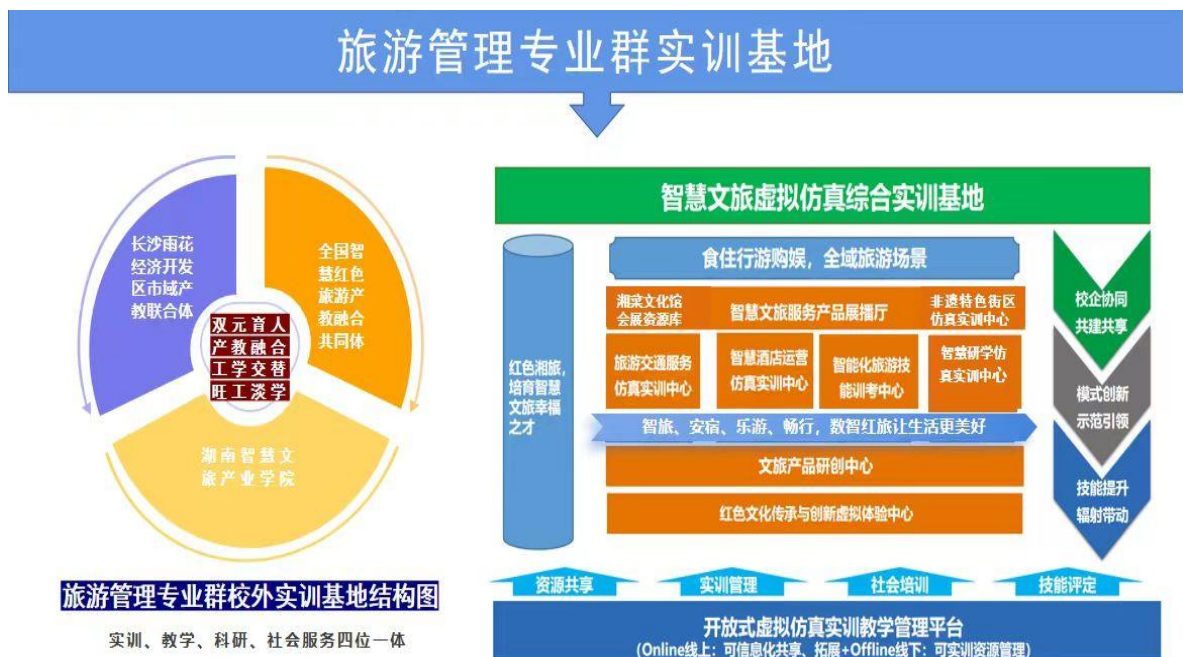 旅游管理专业群实训基地
长沙雨花
经济开发
区市域产
教联合体
全国智
慧红色
旅游产
教融合
共同体
双元育人
产教融合
工学交替
旺工淡学
湖南智慧文
旅产业学院
旅游管理专业群校外实训基地结构图
实训、教学、科研、社会服务四位一体
智慧文旅虚拟仿真综合实训基地
红色湘旅，
培育智慧
文旅幸福
之才
食住行游购娱，全域旅游场景
湘菜文化馆
会展资源库
智慧文旅服务产品展播厅
非遗特色街区
仿真实训中心
旅游交通服务
仿真实训中心
智慧酒店运营
仿真实训中心
智能化旅游技
能训考中心
智慧研学仿
真实训中心
智旅、安宿、乐游、畅行，数智红旅让生活更美好
文旅产品研创中心
红色文化传承与创新虚拟体验中心
校企协同
共建共享
模式创新
示范引领
技能提升
辐射带动
资源共享
实训管理
社会培训
技能评定
开放式虚拟仿真实训教学管理平台
(Online线上：可信息化共享、拓展+Offline线下：可实训资源管理)